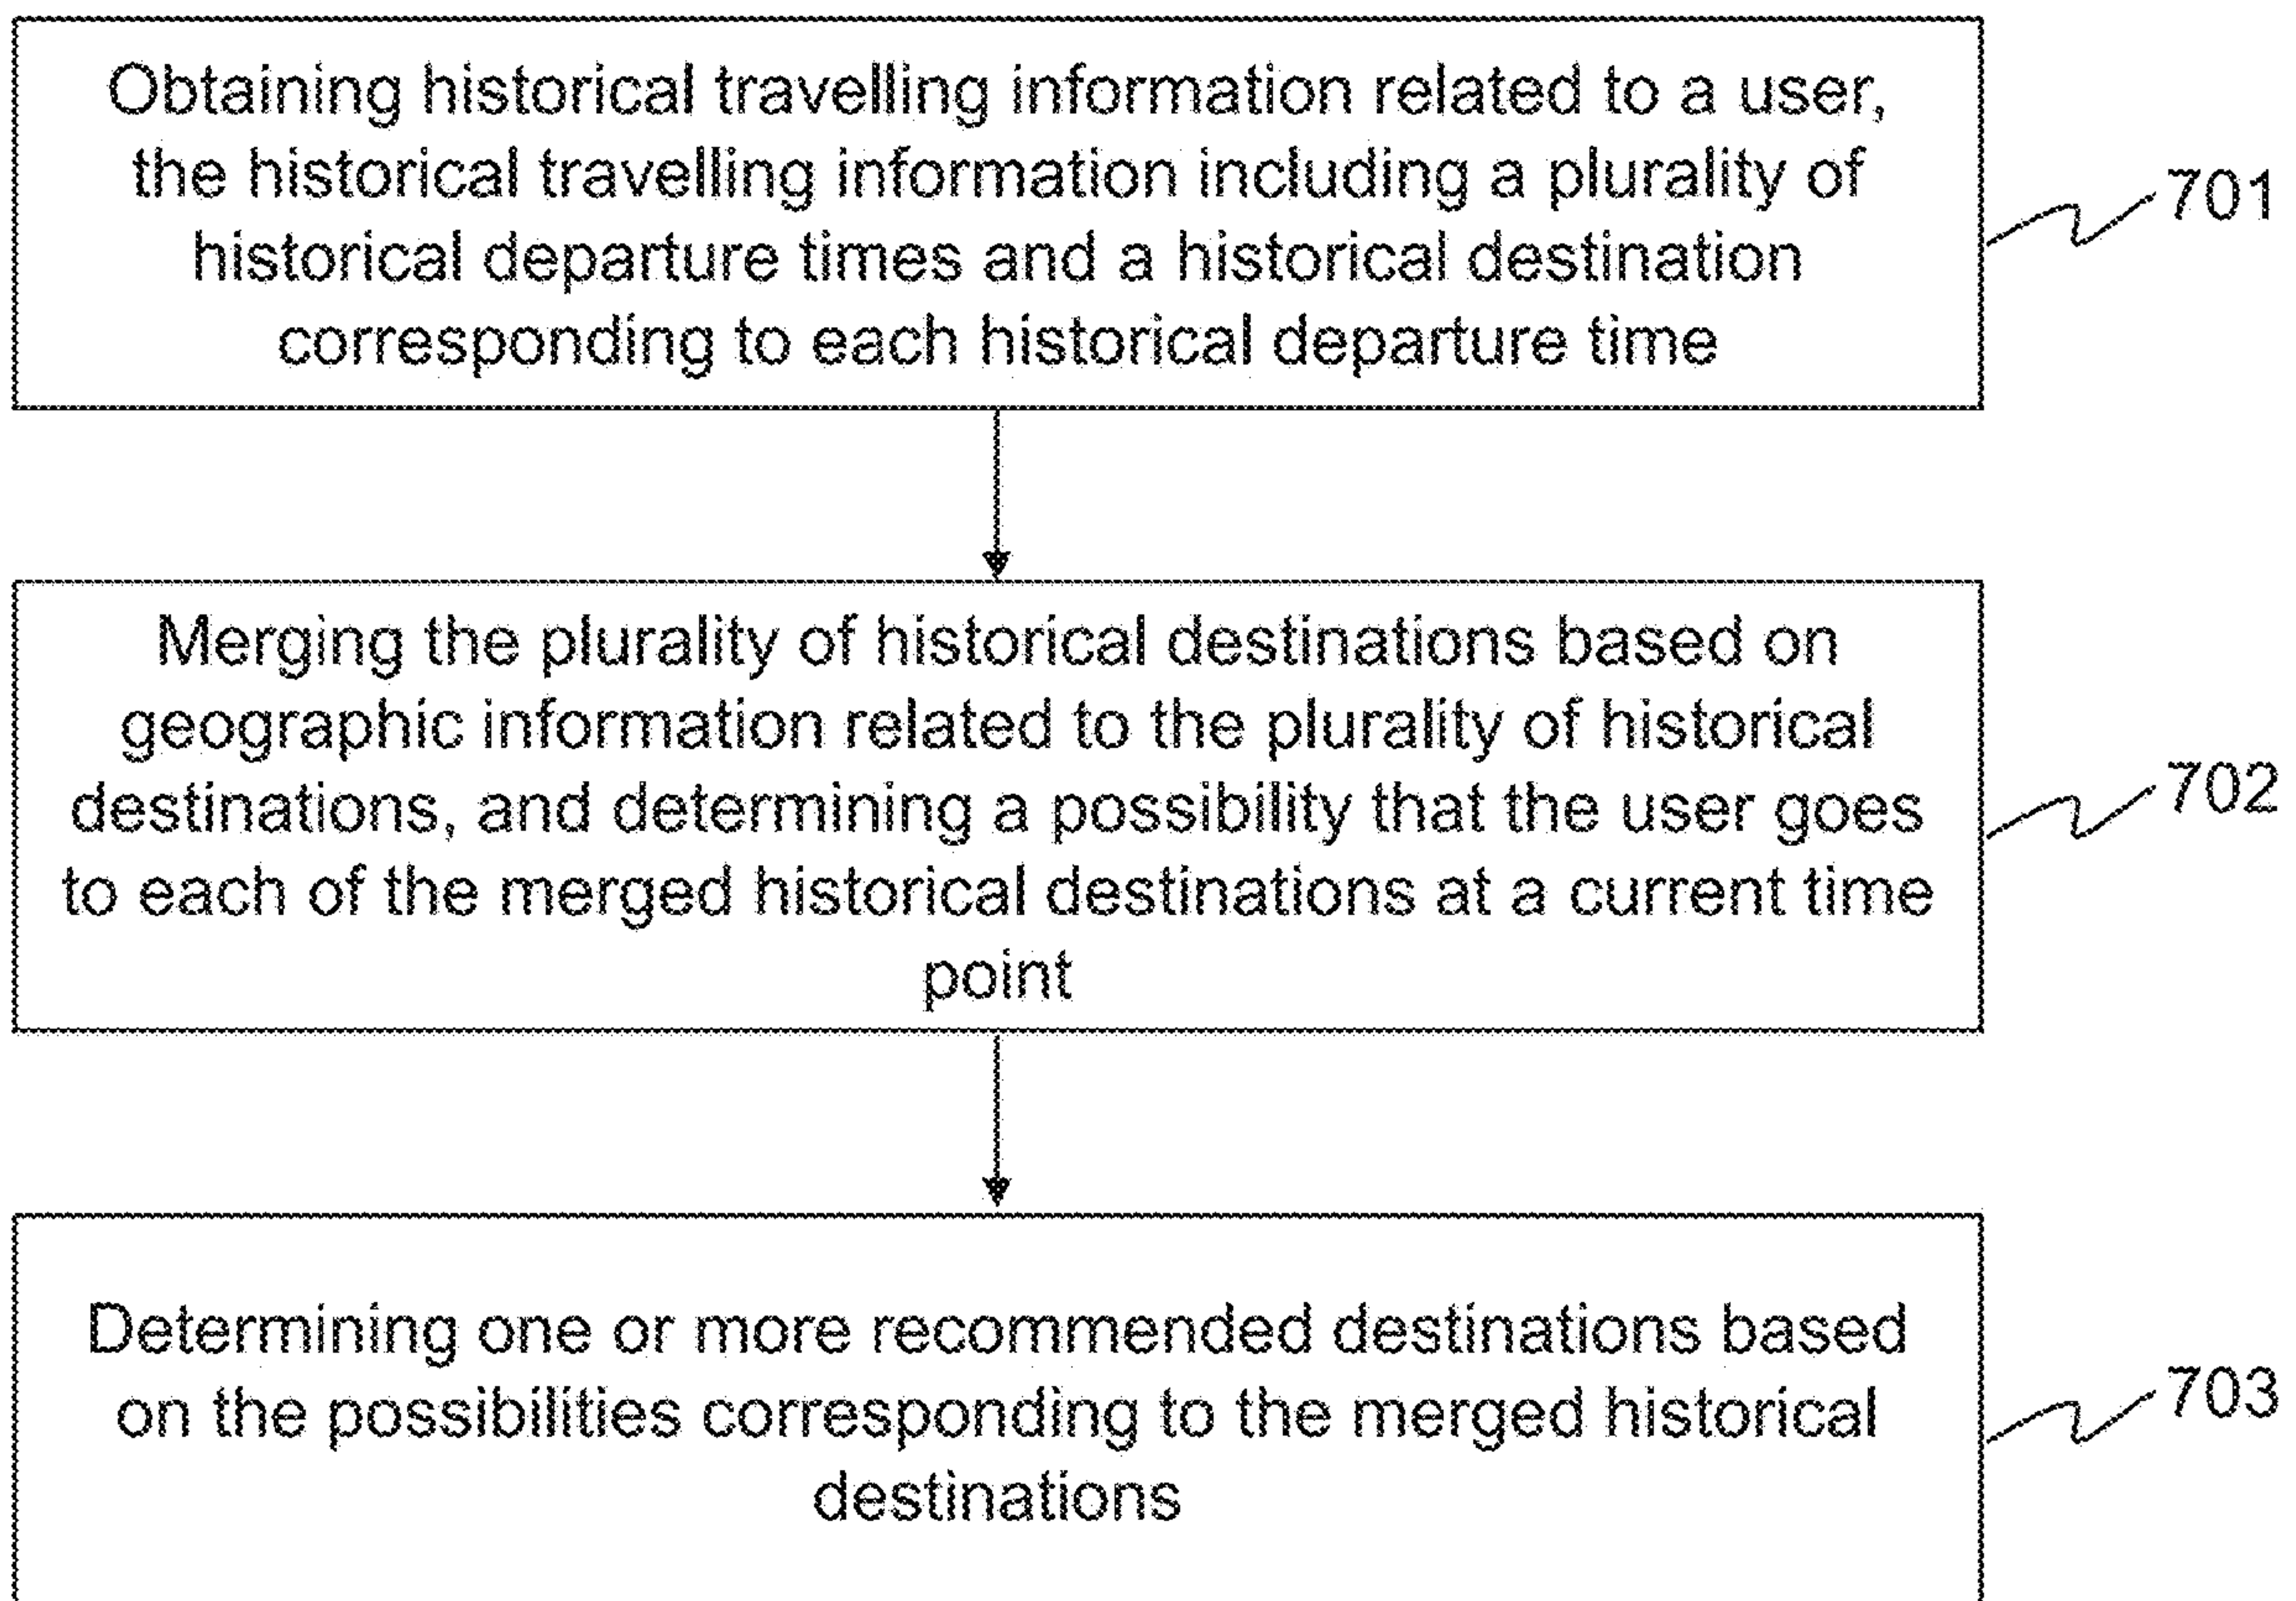 Obtaining historical travelling information related to a user,
the historical travelling information including a plurality of
historical departure times and a historical destination
corresponding to each historical departure time
701
Merging the plurality of historical destinations based on
geographic information related to the plurality of historical
destinations, and determining a possibility that the user goes
to each of the merged historical destinations at a current time
point
702
Determining one or more recommended destinations based
on the possibilities corresponding to the merged historical
destinations
703